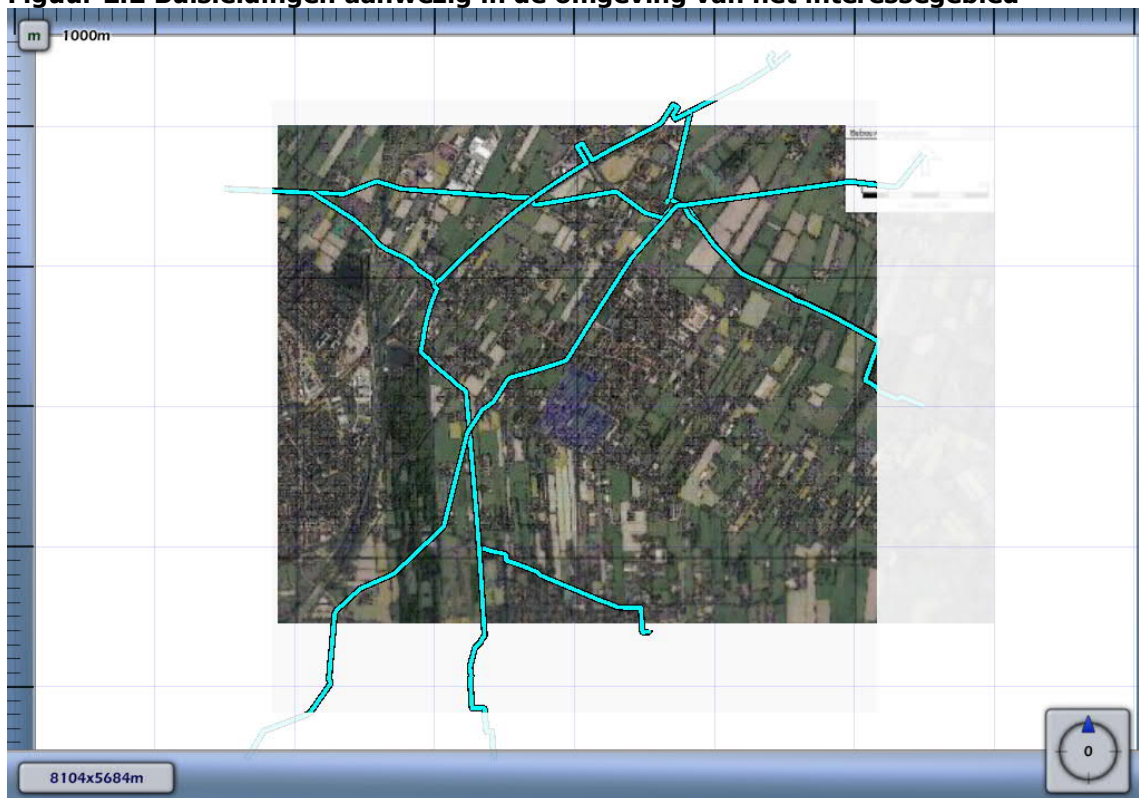 Figuur 2.2 Buisleidingen aanwezig in de omgeving van het interessegebied
m 1000m
0
8104x5684m